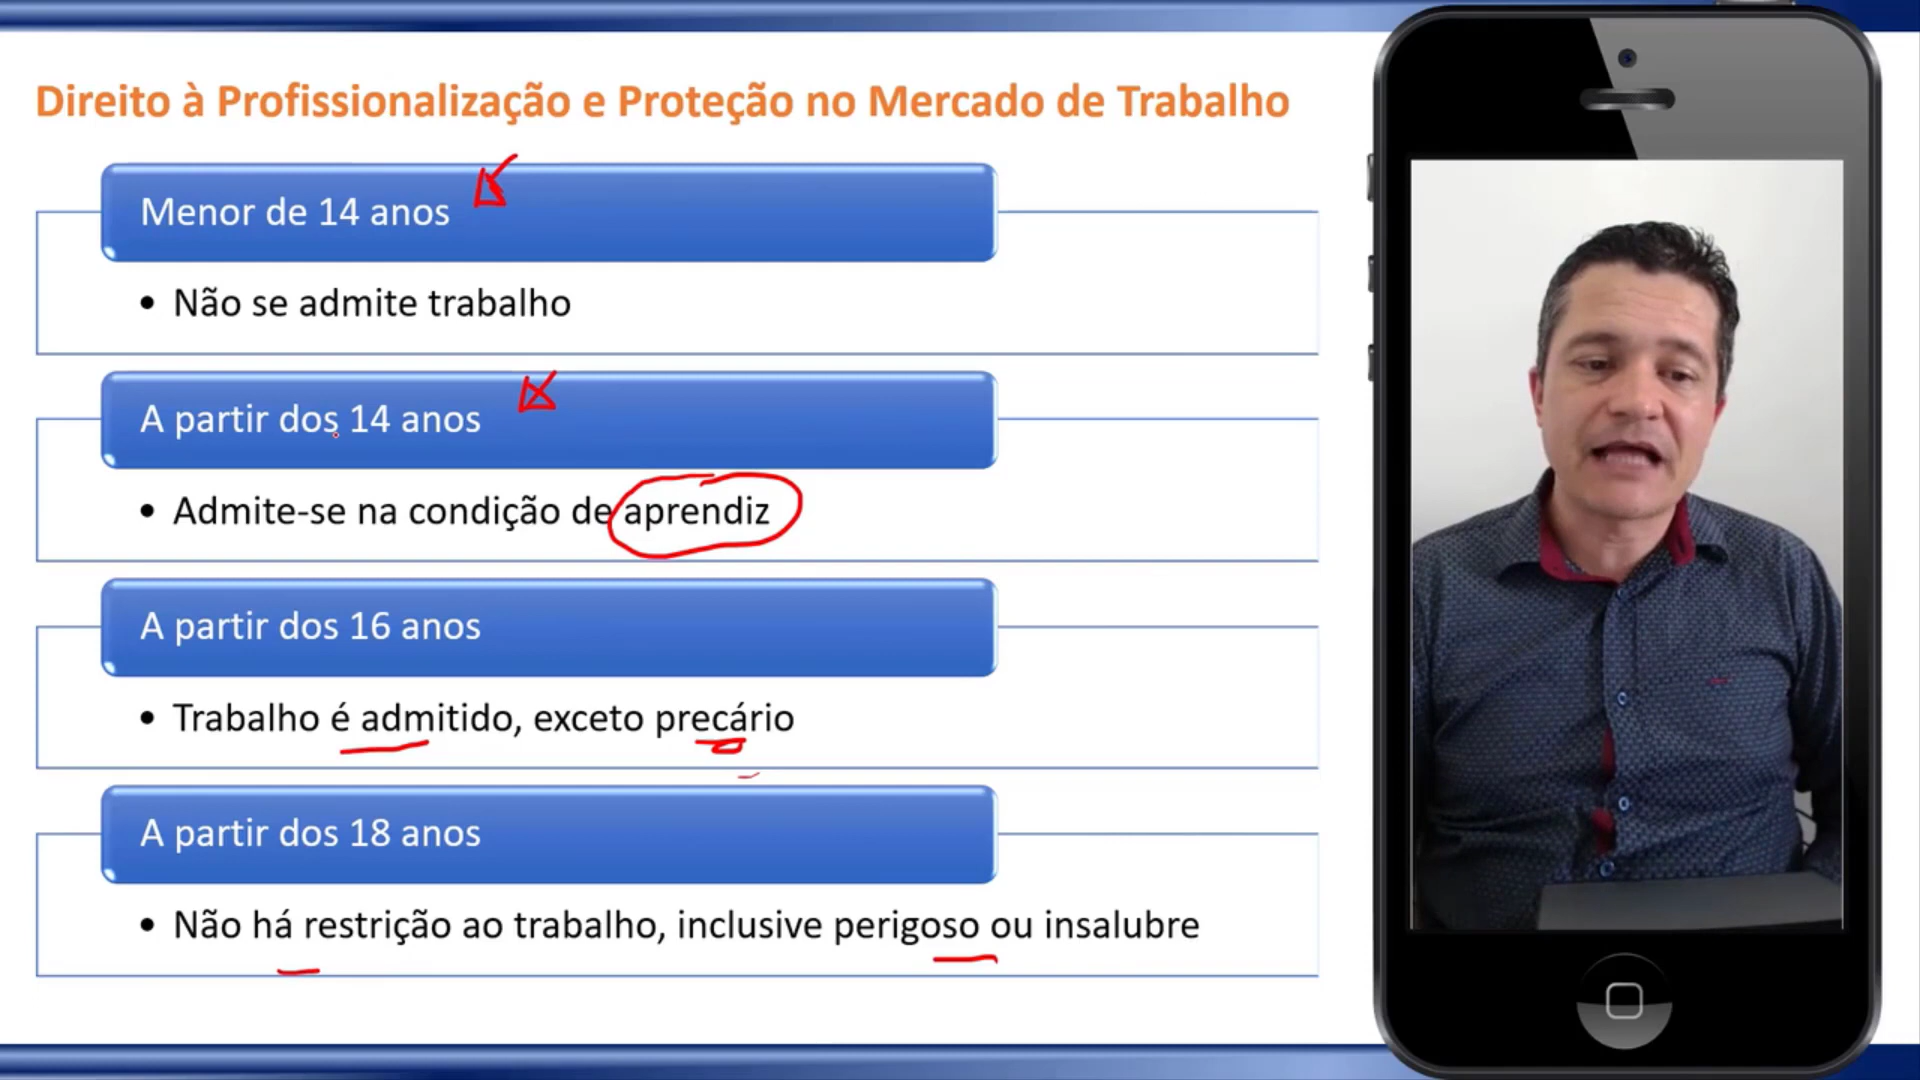 Direito à Profissionalização e Proteção no Mercado de Trabalho
Menor de 14 anos
• Não se admite trabalho
A partir dos 14 anos
• Admite-se na condição de aprendiz
A partir dos 16 anos
• Trabalho é admitido, exceto precário
A partir dos 18 anos
• Não há restrição ao trabalho, inclusive perigoso ou insalubre